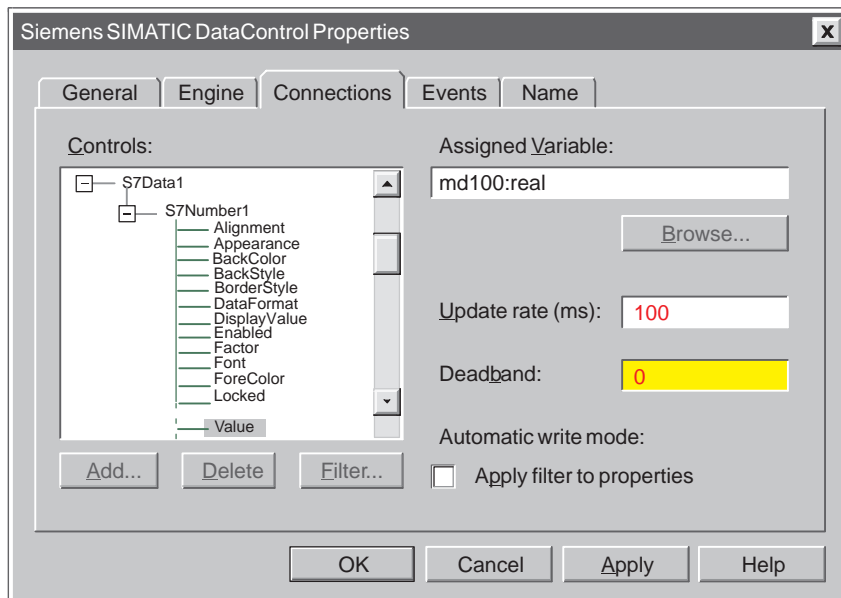 Siemens SIMATIC DataControl Properties
X
General Engine Connections Events Name
Controls:
Assigned Variable:
S7Data1
S7Number1
Alignment
Appearance
BackColor
BackStyle
BorderStyle
DataFormat
DisplayValue
Enabled
Factor
Font
ForeColor
Locked
Value
md100:real
Browse...
Update rate (ms): 100
Deadband: 0
Automatic write mode:
Apply filter to properties
Add... Delete Filter...
OK Cancel Apply Help